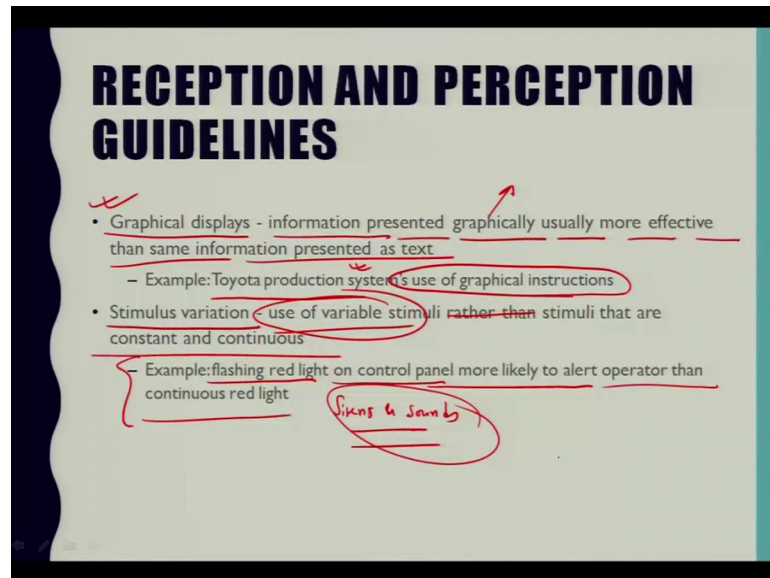 RECEPTION AND PERCEPTION
GUIDELINES
• Graphical displays - information presented graphically usually more effective
than same information presented as text
– Example: Toyota production system's use of graphical instructions
• Stimulus variation - use of variable stimuli rather than stimuli that are
constant and continuous
– Example: flashing red light on control panel more likely to alert operator than
continuous red light
Sirens & sounds